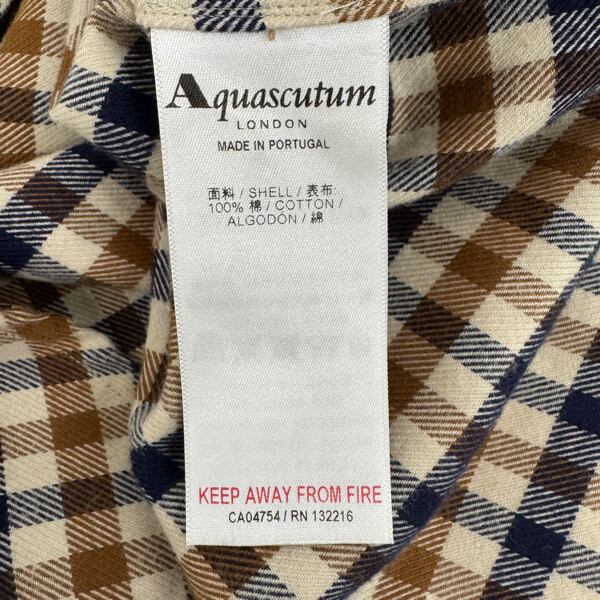 Aquascutum
LONDON
MADE IN PORTUGAL
面料 / SHELL / 表布
100% 棉 / COTTON /
ALGODÓN / 綿
KEEP AWAY FROM FIRE
CA04754 / RN 132216